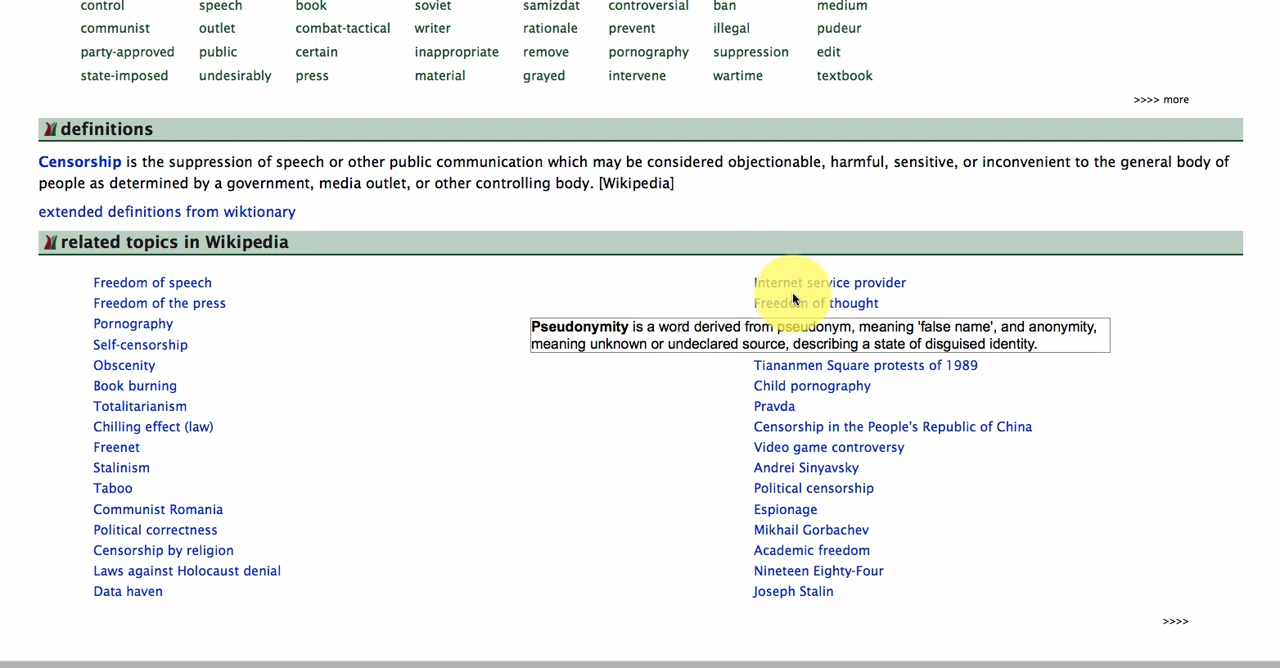 control speech book soviet samizdat controversial ban medium
communist outlet combat-tactical writer rationale prevent illegal pudeur
party-approved public certain inappropriate remove pornography suppression edit
state-imposed undesirably press material grayed intervene wartime textbook
>>>> more
definitions
Censorship is the suppression of speech or other public communication which may be considered objectionable, harmful, sensitive, or inconvenient to the general body of
people as determined by a government, media outlet, or other controlling body. [Wikipedia]
extended definitions from wiktionary
related topics in Wikipedia
Freedom of speech
Freedom of the press
Pornography
Self-censorship
Obscenity
Book burning
Totalitarianism
Chilling effect (law)
Freenet
Stalinism
Taboo
Communist Romania
Political correctness
Censorship by religion
Laws against Holocaust denial
Data haven
Internet service provider
Freedom of thought
Pseudonymity is a word derived from pseudonym, meaning 'false name', and anonymity,
meaning unknown or undeclared source, describing a state of disguised identity.
Tiananmen Square protests of 1989
Child pornography
Pravda
Censorship in the People's Republic of China
Video game controversy
Andrei Sinyavsky
Political censorship
Espionage
Mikhail Gorbachev
Academic freedom
Nineteen Eighty-Four
Joseph Stalin
>>>>